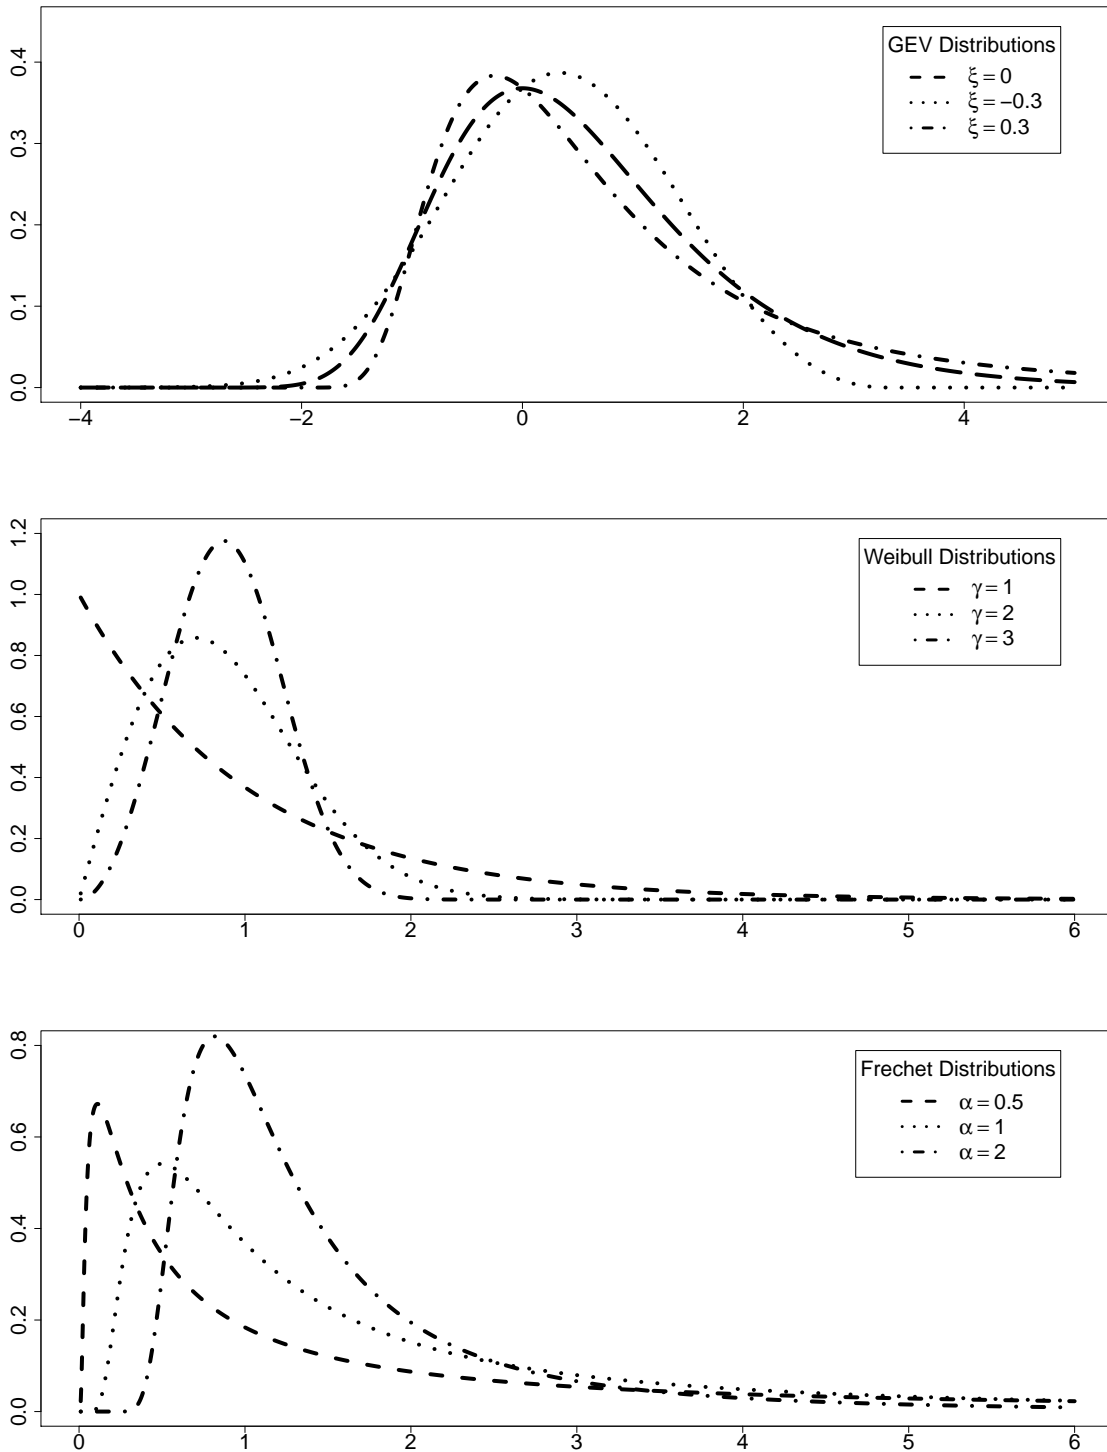 GEV Distributions
ξ = 0
ξ = −0.3
ξ = 0.3
0.4
0.3
0.2
0.1
0.0
−4 −2 0 2 4
Weibull Distributions
γ = 1
γ = 2
γ = 3
1.2
1.0
0.8
0.6
0.4
0.2
0.0
0 1 2 3 4 5 6
Frechet Distributions
α = 0.5
α = 1
α = 2
0.8
0.6
0.4
0.2
0.0
0 1 2 3 4 5 6